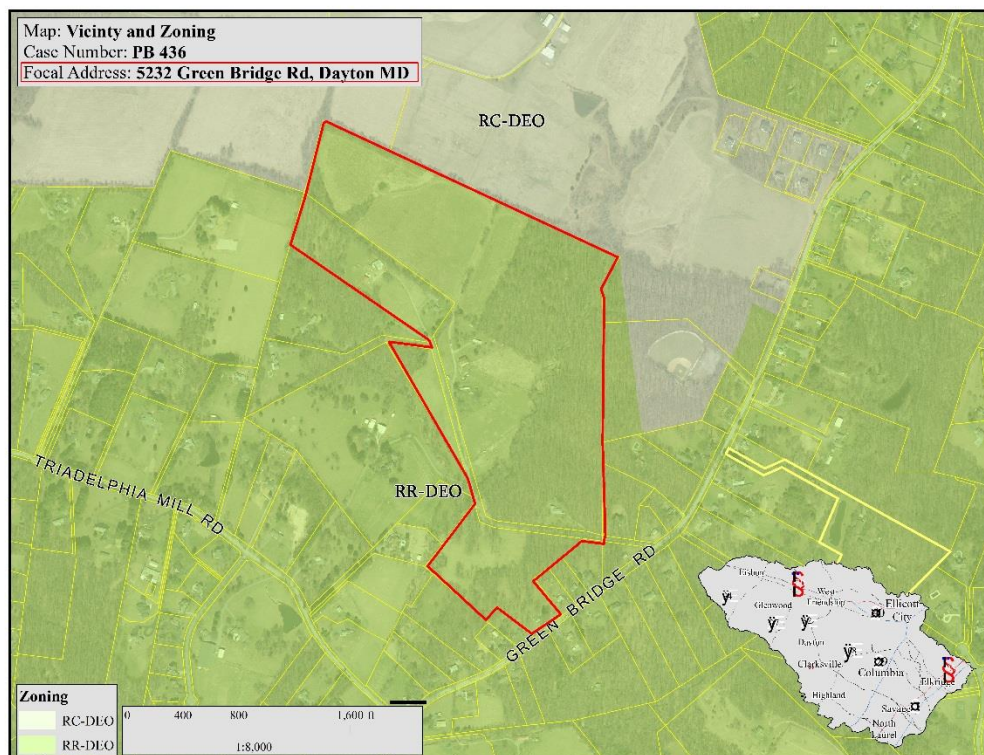 Map: Vicinty and Zoning
Case Number: PB 436
Focal Address: 5232 Green Bridge Rd, Dayton MD
RC-DEO
RR-DEO
TRIADELPHIA MILL RD
GREEN BRIDGE RD
Lisbon
West
Friendship
Glenwood
Ellicott
City
Dayton
Clarksville
Columbia
Elkridge
Highland
Savage
North
Laurel
Zoning
RC-DEO
RR-DEO
0 400 800 1,600 ft
1:8,000